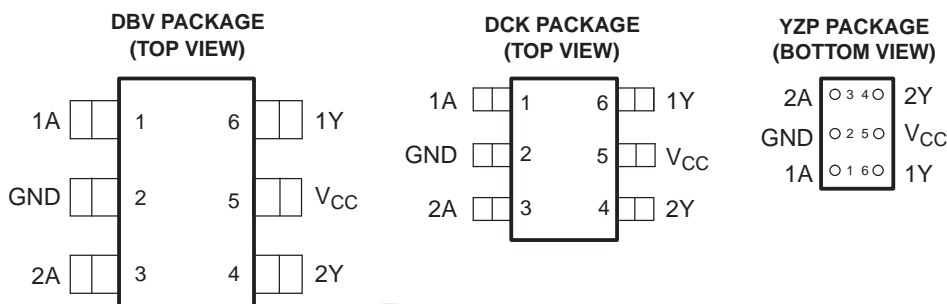 DBV PACKAGE
(TOP VIEW)
1A 1 6 1Y
GND 2 5 VCC
2A 3 4 2Y
DCK PACKAGE
(TOP VIEW)
1A 1 6 1Y
GND 2 5 VCC
2A 3 4 2Y
YZP PACKAGE
(BOTTOM VIEW)
2A 3 4 2Y
GND 2 5 VCC
1A 1 6 1Y